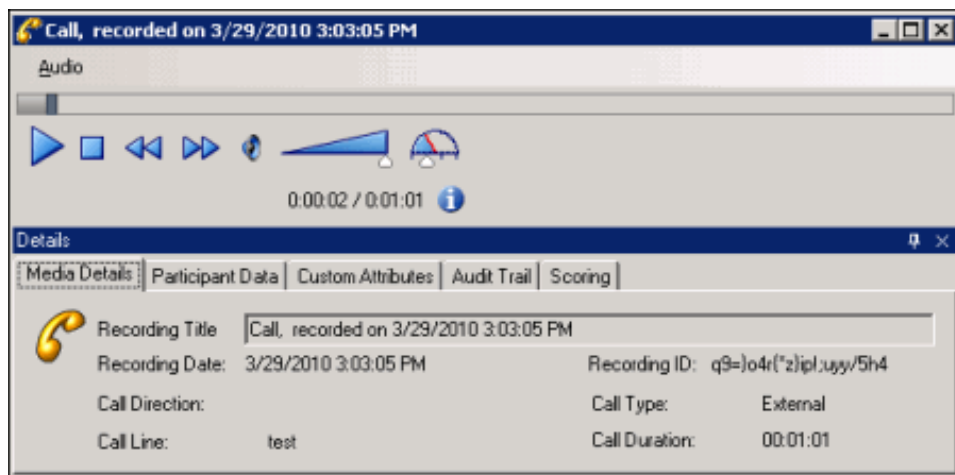 Call, recorded on 3/29/2010 3:03:05 PM
Audio
0:00:02 / 0:01:01
Details
Media Details Participant Data Custom Attributes Audit Trail Scoring
Recording Title Call, recorded on 3/29/2010 3:03:05 PM
Recording Date: 3/29/2010 3:03:05 PM Recording ID:
Call Direction: Call Type: External
Call Line: test Call Duration: 00:01:01